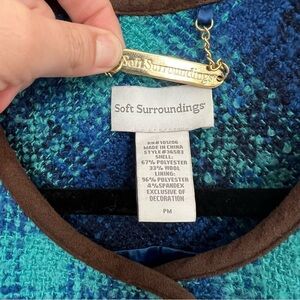 Soft Surroundings
Soft Surroundings
RN#101206
MADE IN CHINA
STYLE#36583
SHELL:
67% POLYESTER
33% WOOL
LINING:
96% POLYESTER
4% SPANDEX
EXCLUSIVE OF
DECORATION
PM